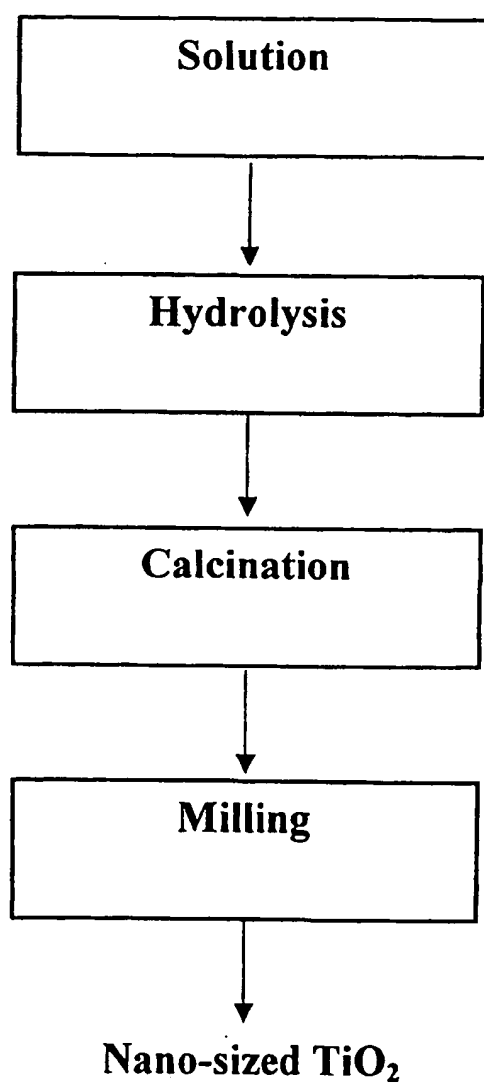 Solution
Hydrolysis
Calcination
Milling
Nano-sized TiO₂